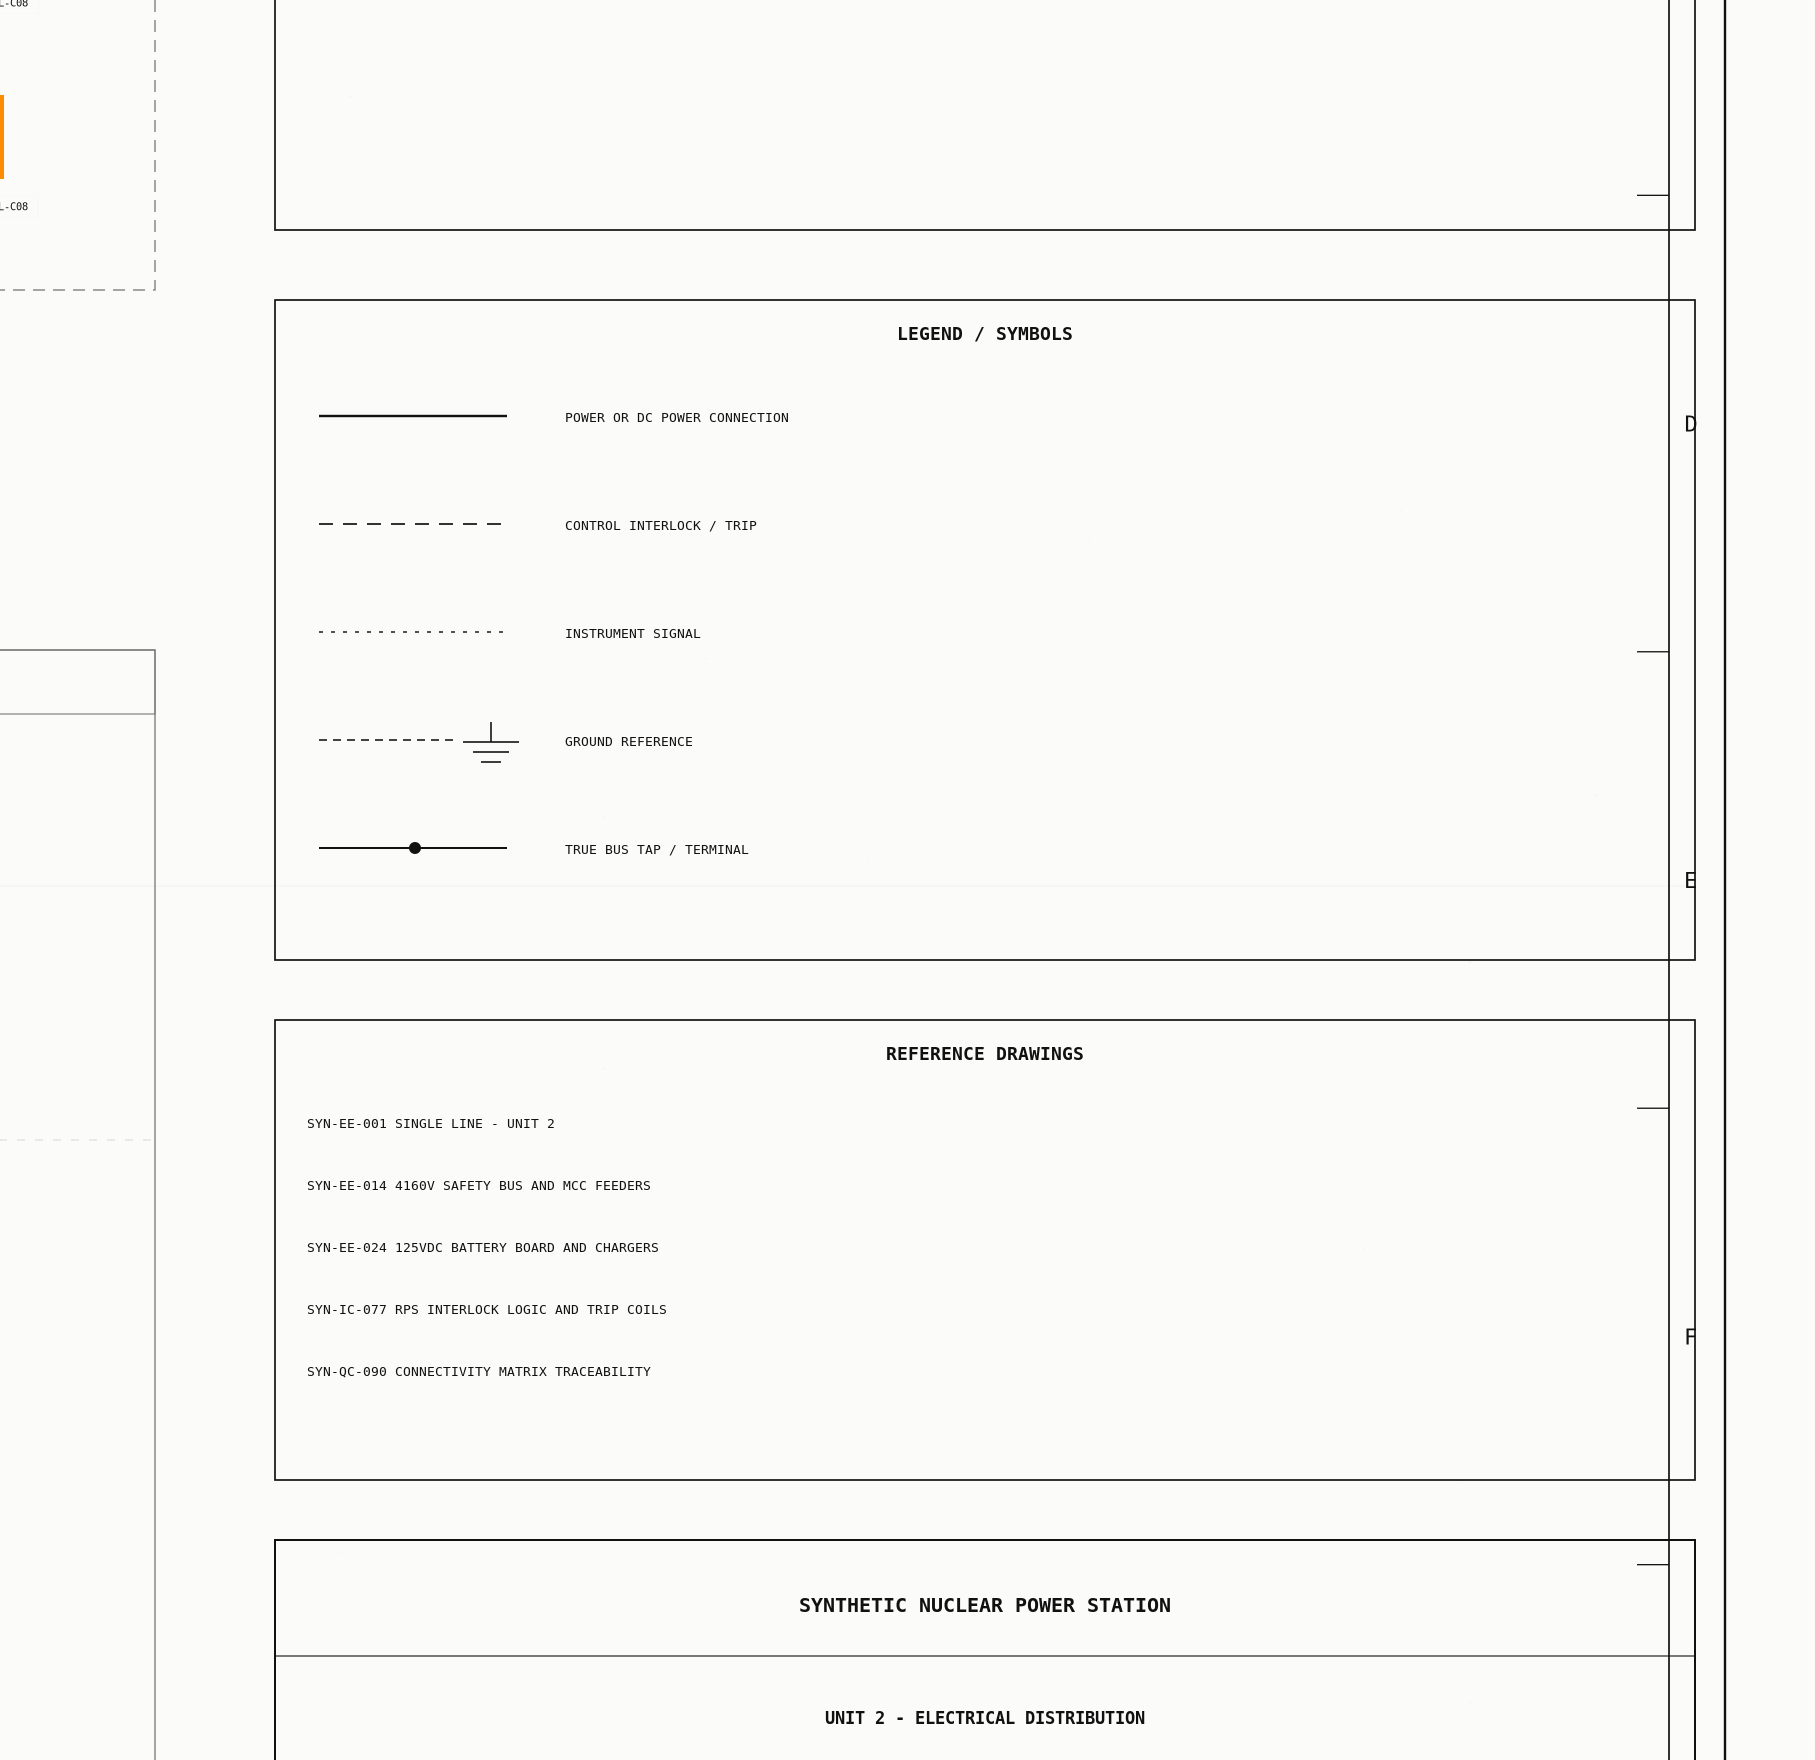 L-C08
L-C08
LEGEND / SYMBOLS
POWER OR DC POWER CONNECTION
D
CONTROL INTERLOCK / TRIP
INSTRUMENT SIGNAL
GROUND REFERENCE
TRUE BUS TAP / TERMINAL
E
REFERENCE DRAWINGS
SYN-EE-001 SINGLE LINE - UNIT 2
SYN-EE-014 4160V SAFETY BUS AND MCC FEEDERS
SYN-EE-024 125VDC BATTERY BOARD AND CHARGERS
SYN-IC-077 RPS INTERLOCK LOGIC AND TRIP COILS
F
SYN-QC-090 CONNECTIVITY MATRIX TRACEABILITY
SYNTHETIC NUCLEAR POWER STATION
UNIT 2 - ELECTRICAL DISTRIBUTION